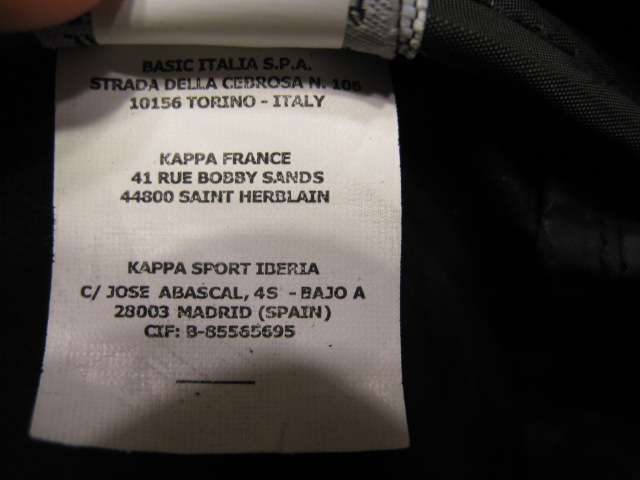 BASIC ITALIA S.P.A.
STRADA DELLA CEBROSA N. 106
10156 TORINO - ITALY
KAPPA FRANCE
41 RUE BOBBY SANDS
44800 SAINT HERBLAIN
KAPPA SPORT IBERIA
C/ JOSE ABASCAL, 45 - BAJO A
28003 MADRID (SPAIN)
CIF: B-85565695